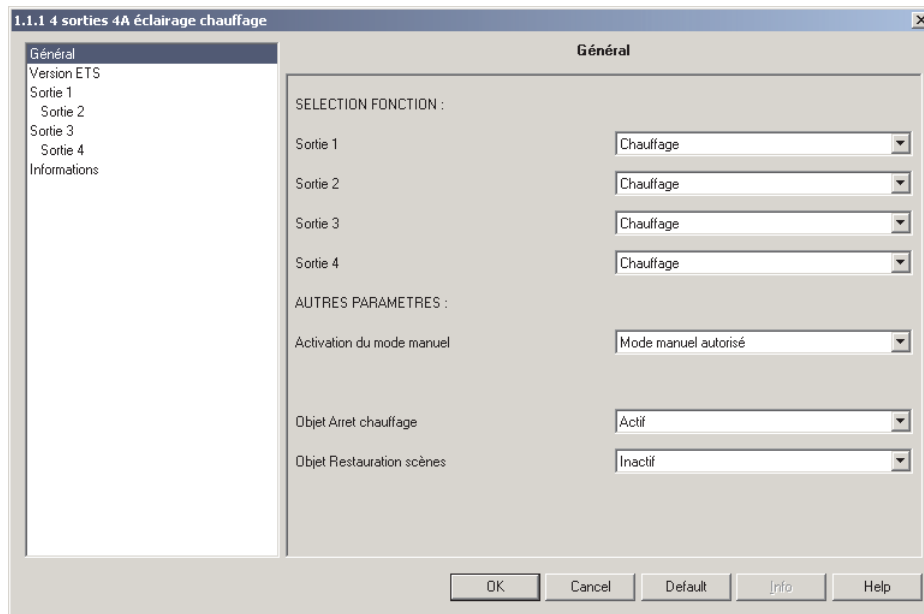 1.1.1 4 sorties 4A éclairage chauffage
Général
Version ETS
Sortie 1
Sortie 2
Sortie 3
Sortie 4
Informations
Général
SELECTION FONCTION :
Sortie 1 Chauffage
Sortie 2 Chauffage
Sortie 3 Chauffage
Sortie 4 Chauffage
AUTRES PARAMETRES :
Activation du mode manuel Mode manuel autorisé
Objet Arret chauffage Actif
Objet Restauration scènes Inactif
OK Cancel Default Info Help